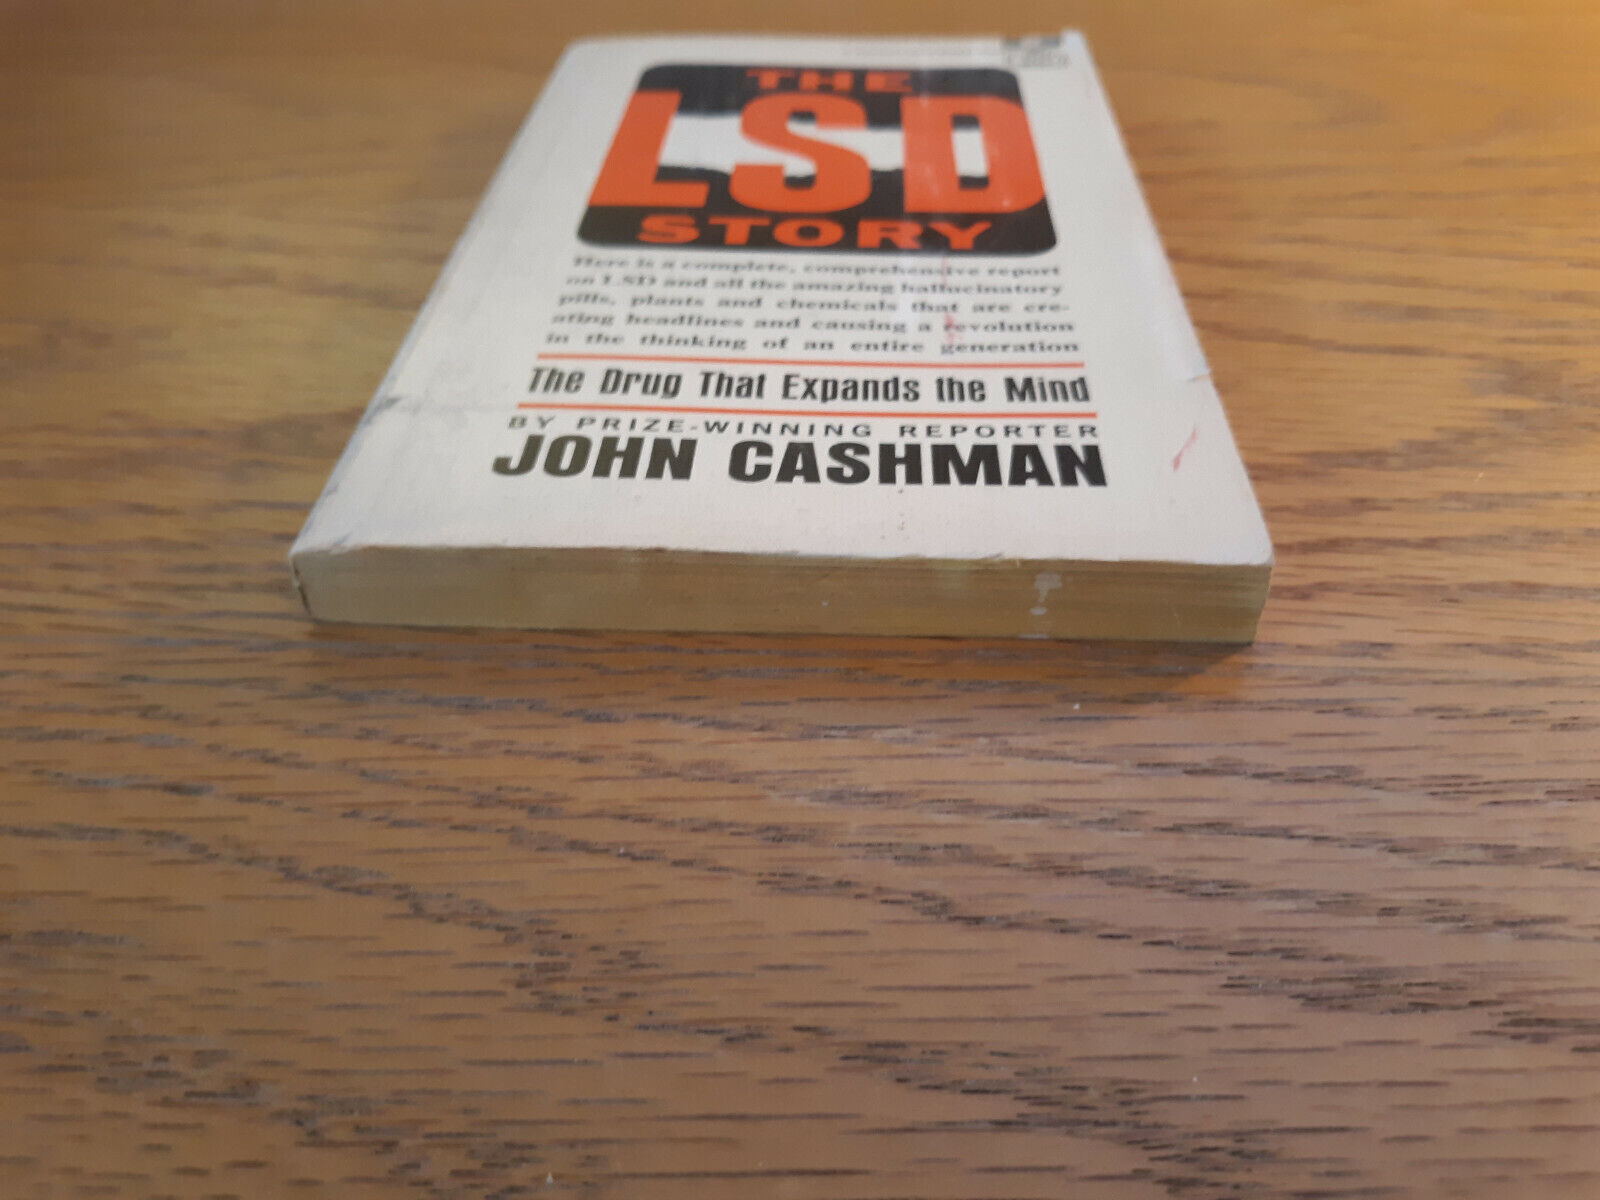 THE
LSD
STORY
Here is a complete, comprehensive report
on LSD and all the amazing hallucinatory
pills, plants and chemicals that are cre-
ating headlines and causing a revolution
in the thinking of an entire generation
The Drug That Expands the Mind
BY PRIZE-WINNING REPORTER
JOHN CASHMAN